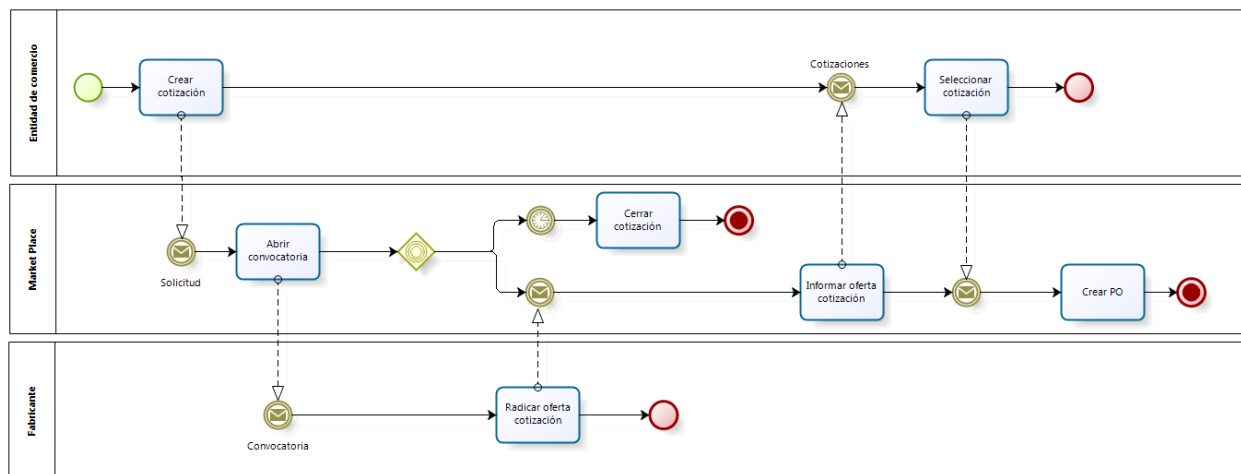 Entidad de comercio
Crear
cotización
Cotizaciones
Seleccionar
cotización
Market Place
Solicitud
Abrir
convocatoria
Cerrar
cotización
Informar oferta
cotización
Crear PO
Fabricante
Convocatoria
Radicar oferta
cotización